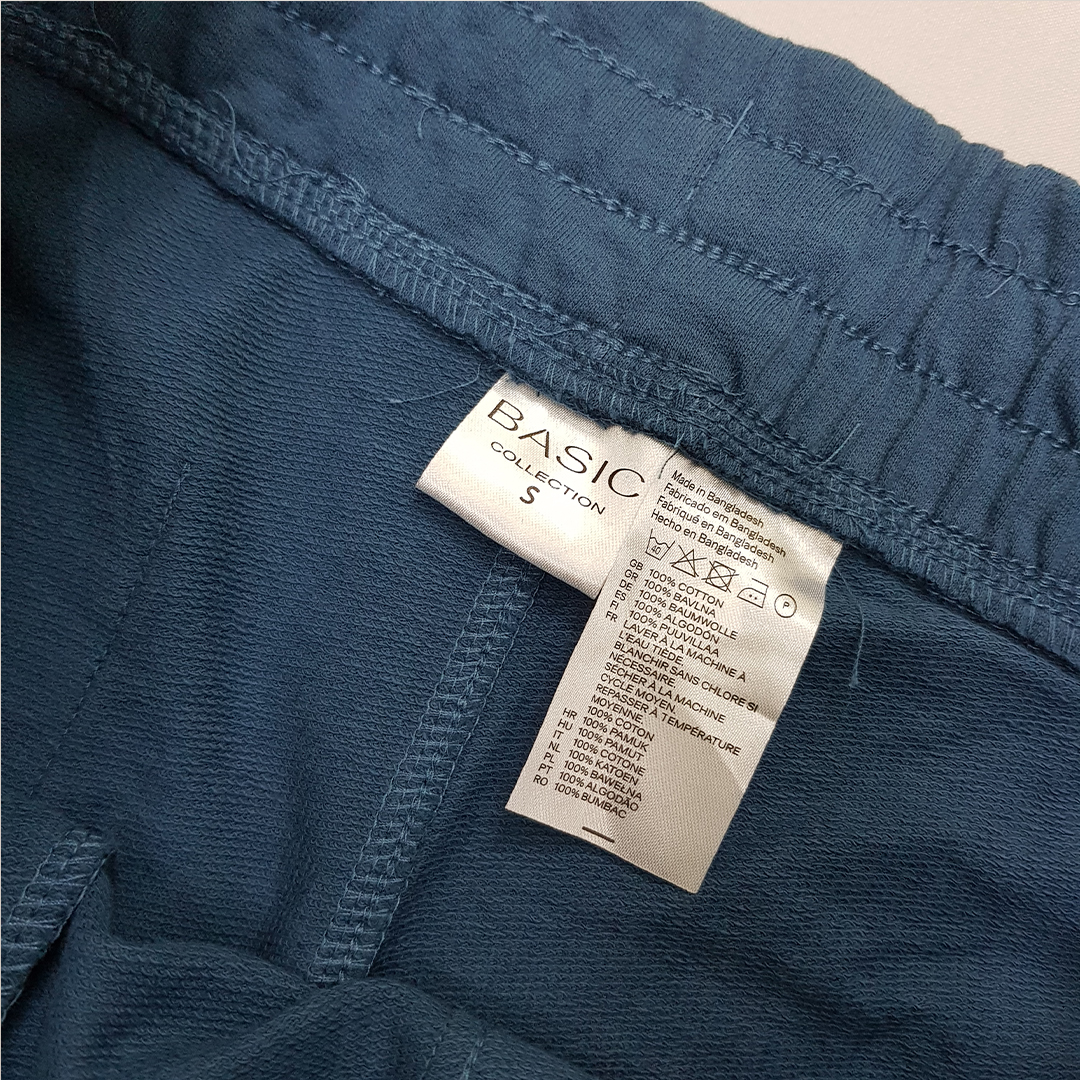 BASIC
COLLECTION
S
Made in Bangladesh
Fabricado em Bangladesh
Fabriqué en Bangladesh
Hecho en Bangladesh
40
P
GB 100% COTTON
GR 100% BAVLNA
DE 100% BAUMWOLLE
ES 100% ALGODÓN
FI 100% PUUVILLAA
FR LAVER À LA MACHINE À
L'EAU TIÈDE.
BLANCHIR SANS CHLORE SI
NÉCESSAIRE.
SÉCHER À LA MACHINE
CYCLE MOYEN.
REPASSER À TEMPÉRATURE
MOYENNE
100% COTON
HR 100% PAMUK
HU 100% PAMUT
IT 100% COTONE
NL 100% KATOEN
PL 100% BAWEŁNA
PT 100% ALGODÃO
RO 100% BUMBAC